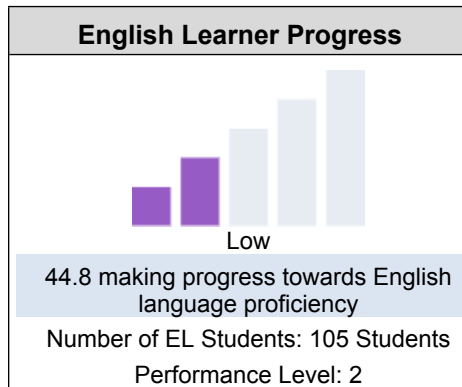 English Learner Progress
Low
44.8 making progress towards English
language proficiency
Number of EL Students: 105 Students
Performance Level: 2